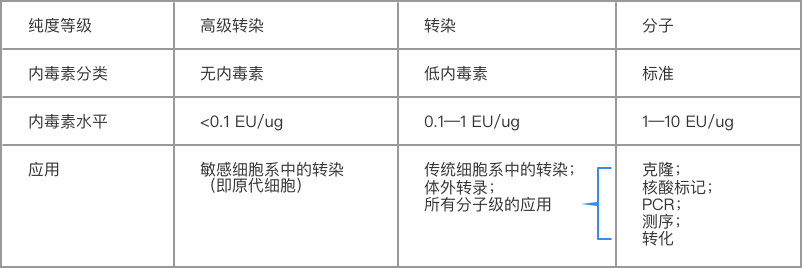 纯度等级 高级转染 转染 分子
内毒素分类 无内毒素 低内毒素 标准
内毒素水平 <0.1 EU/ug 0.1—1 EU/ug 1—10 EU/ug
应用 敏感细胞系中的转染 传统细胞系中的转染； 克隆；
（即原代细胞） 体外转录； 核酸标记；
所有分子级的应用 PCR；
测序；
转化